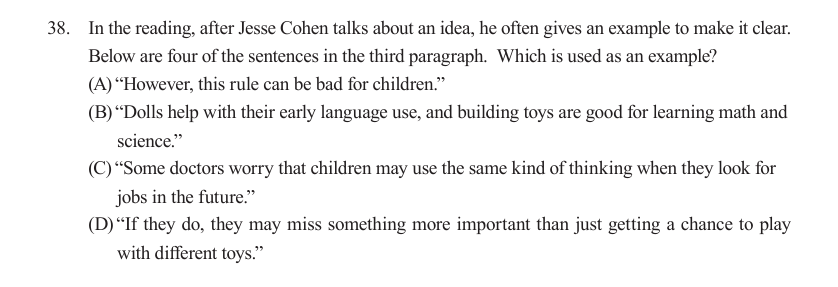 38. In the reading, after Jesse Cohen talks about an idea, he often gives an example to make it clear.
Below are four of the sentences in the third paragraph. Which is used as an example?
(A) “However, this rule can be bad for children.”
(B) “Dolls help with their early language use, and building toys are good for learning math and
science.”
(C) “Some doctors worry that children may use the same kind of thinking when they look for
jobs in the future.”
(D) “If they do, they may miss something more important than just getting a chance to play
with different toys.”